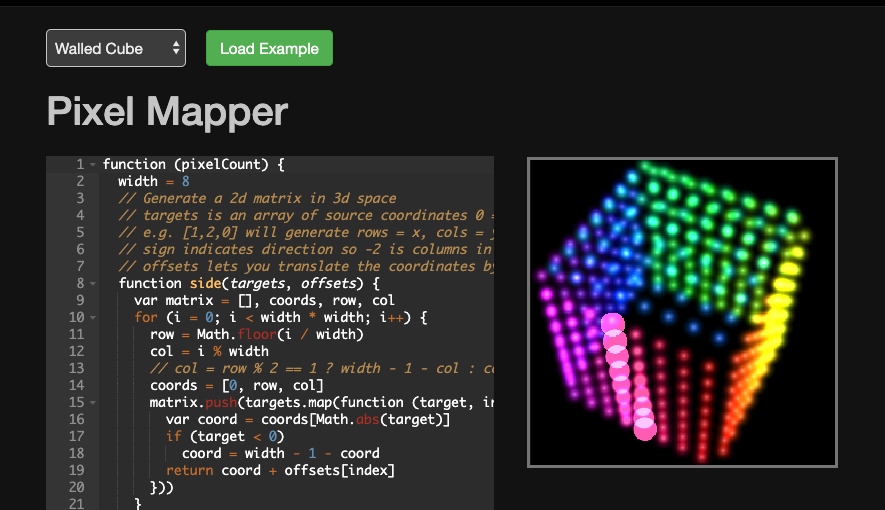 Walled Cube
Load Example
Pixel Mapper
1 function (pixelCount) {
2 width = 8
3 // Generate a 2d matrix in 3d space
4 // targets is an array of source coordinates 0 =
5 // e.g. [1,2,0] will generate rows = x, cols = y
6 // sign indicates direction so -2 is columns in
7 // offsets lets you translate the coordinates by
8 function side(targets, offsets) {
9 var matrix = [], coords, row, col
10 for (i = 0; i < width * width; i++) {
11 row = Math.floor(i / width)
12 col = i % width
13 // col = row % 2 == 1 ? width - 1 - col : co
14 coords = [0, row, col]
15 matrix.push(targets.map(function (target, in
16 var coord = coords[Math.abs(target)]
17 if (target < 0)
18 coord = width - 1 - coord
19 return coord + offsets[index]
20 }))
21 }